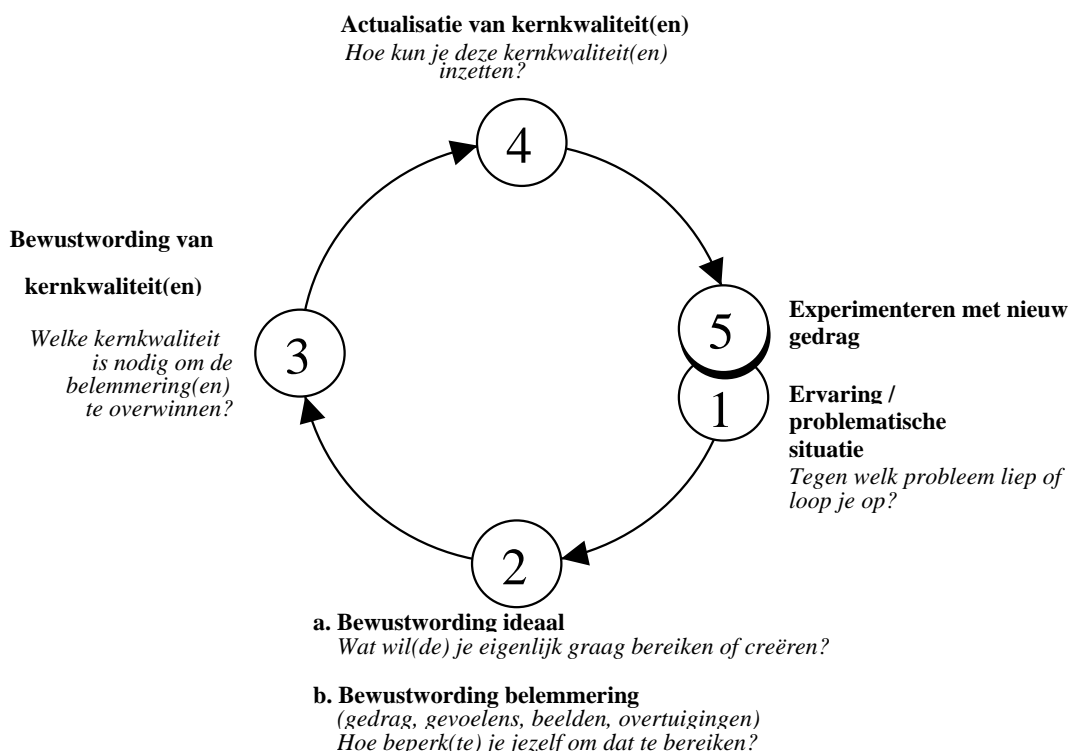 Actualisatie van kernkwaliteit(en)
Hoe kun je deze kernkwaliteit(en)
inzetten?
4
Bewustwording van
kernkwaliteit(en)
Welke kernkwaliteit
is nodig om de
belemmering(en)
te overwinnen?
3
5
Experimenteren met nieuw
gedrag
1
Ervaring /
problematische
situatie
Tegen welk probleem liep of
loop je op?
2
a. Bewustwording ideaal
Wat wil(de) je eigenlijk graag bereiken of creëren?
b. Bewustwording belemmering
(gedrag, gevoelens, beelden, overtuigingen)
Hoe beperk(te) je jezelf om dat te bereiken?